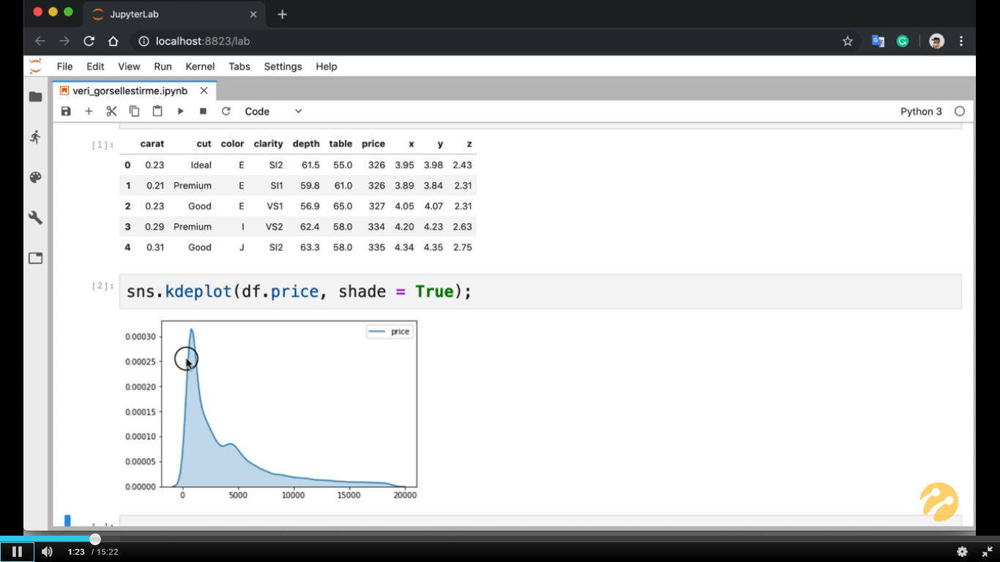 JupyterLab
localhost:8823/lab
File Edit View Run Kernel Tabs Settings Help
veri_gorsellestirme.ipynb
Code
Python 3
[1]:
carat cut color clarity depth table price x y z
0 0.23 Ideal E SI2 61.5 55.0 326 3.95 3.98 2.43
1 0.21 Premium E SI1 59.8 61.0 326 3.89 3.84 2.31
2 0.23 Good E VS1 56.9 65.0 327 4.05 4.07 2.31
3 0.29 Premium I VS2 62.4 58.0 334 4.20 4.23 2.63
4 0.31 Good J SI2 63.3 58.0 335 4.34 4.35 2.75
[2]:
sns.kdeplot(df.price, shade = True);
price
0.00030
0.00025
0.00020
0.00015
0.00010
0.00005
0.00000
0 5000 10000 15000 20000
1:23 / 15:22